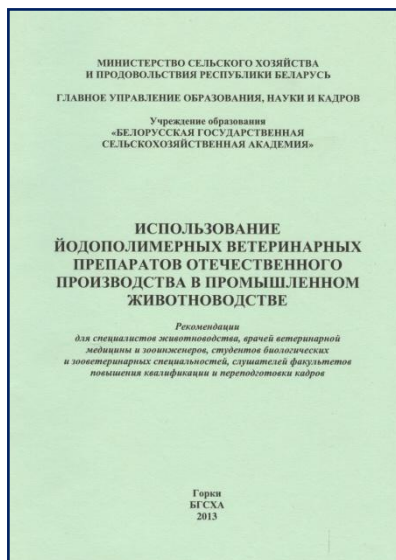 МИНИСТЕРСТВО СЕЛЬСКОГО ХОЗЯЙСТВА
И ПРОДОВОЛЬСТВИЯ РЕСПУБЛИКИ БЕЛАРУСЬ
ГЛАВНОЕ УПРАВЛЕНИЕ ОБРАЗОВАНИЯ, НАУКИ И КАДРОВ
Учреждение образования
«БЕЛОРУССКАЯ ГОСУДАРСТВЕННАЯ
СЕЛЬСКОХОЗЯЙСТВЕННАЯ АКАДЕМИЯ»
ИСПОЛЬЗОВАНИЕ
ЙОДОПОЛИМЕРНЫХ ВЕТЕРИНАРНЫХ
ПРЕПАРАТОВ ОТЕЧЕСТВЕННОГО
ПРОИЗВОДСТВА В ПРОМЫШЛЕННОМ
ЖИВОТНОВОДСТВЕ
Рекомендации
для специалистов животноводства, врачей ветеринарной
медицины и зооинженеров, студентов биологических
и зооветеринарных специальностей, слушателей факультетов
повышения квалификации и переподготовки кадров
Горки
БГСХА
2013